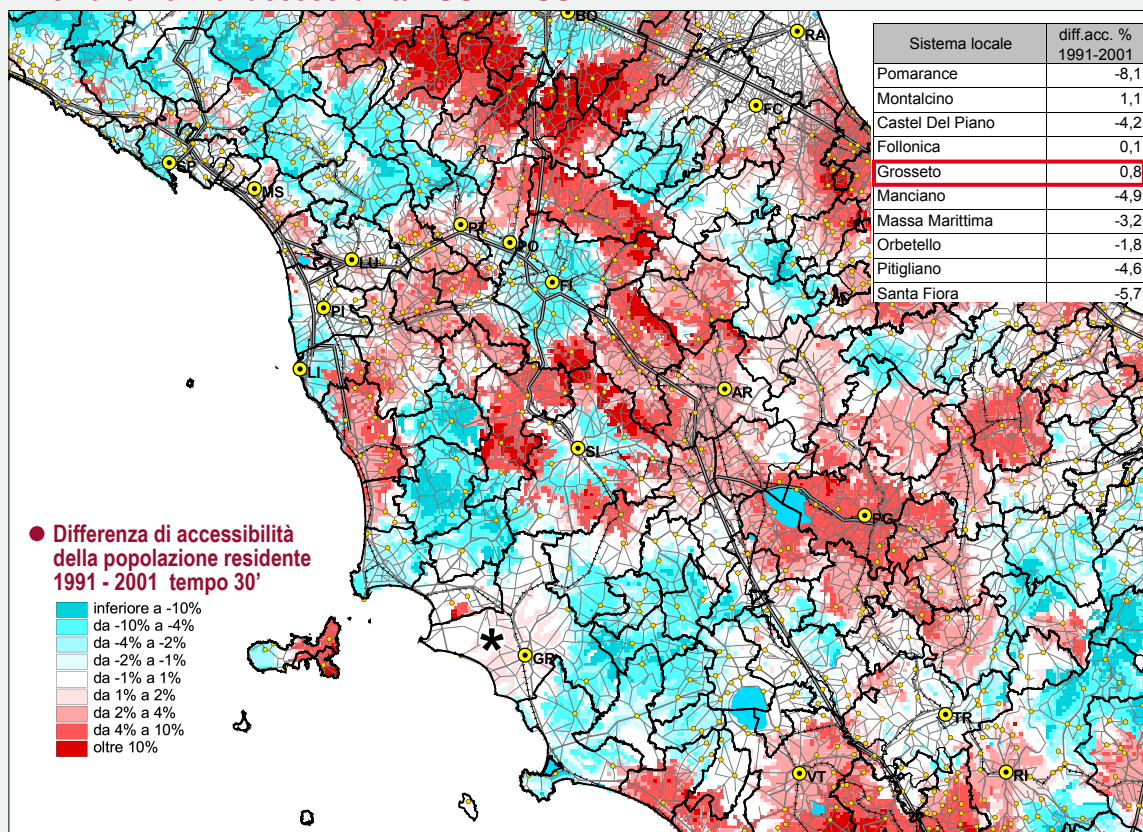 Sistema locale
diff.acc. %
1991-2001
Pomarance -8,1
Montalcino 1,1
Castel Del Piano -4,2
Follonica 0,1
Grosseto 0,8
Manciano -4,9
Massa Marittima -3,2
Orbetello -1,8
Pitigliano -4,6
Santa Fiora -5,7
BO
RA
FC
SP
MS
PT
PO
LU
FI
PI
LI
AR
SI
PG
*
GR
TR
VT
RI
● Differenza di accessibilità
della popolazione residente
1991 - 2001 tempo 30'
inferiore a -10%
da -10% a -4%
da -4% a -2%
da -2% a -1%
da -1% a 1%
da 1% a 2%
da 2% a 4%
da 4% a 10%
oltre 10%